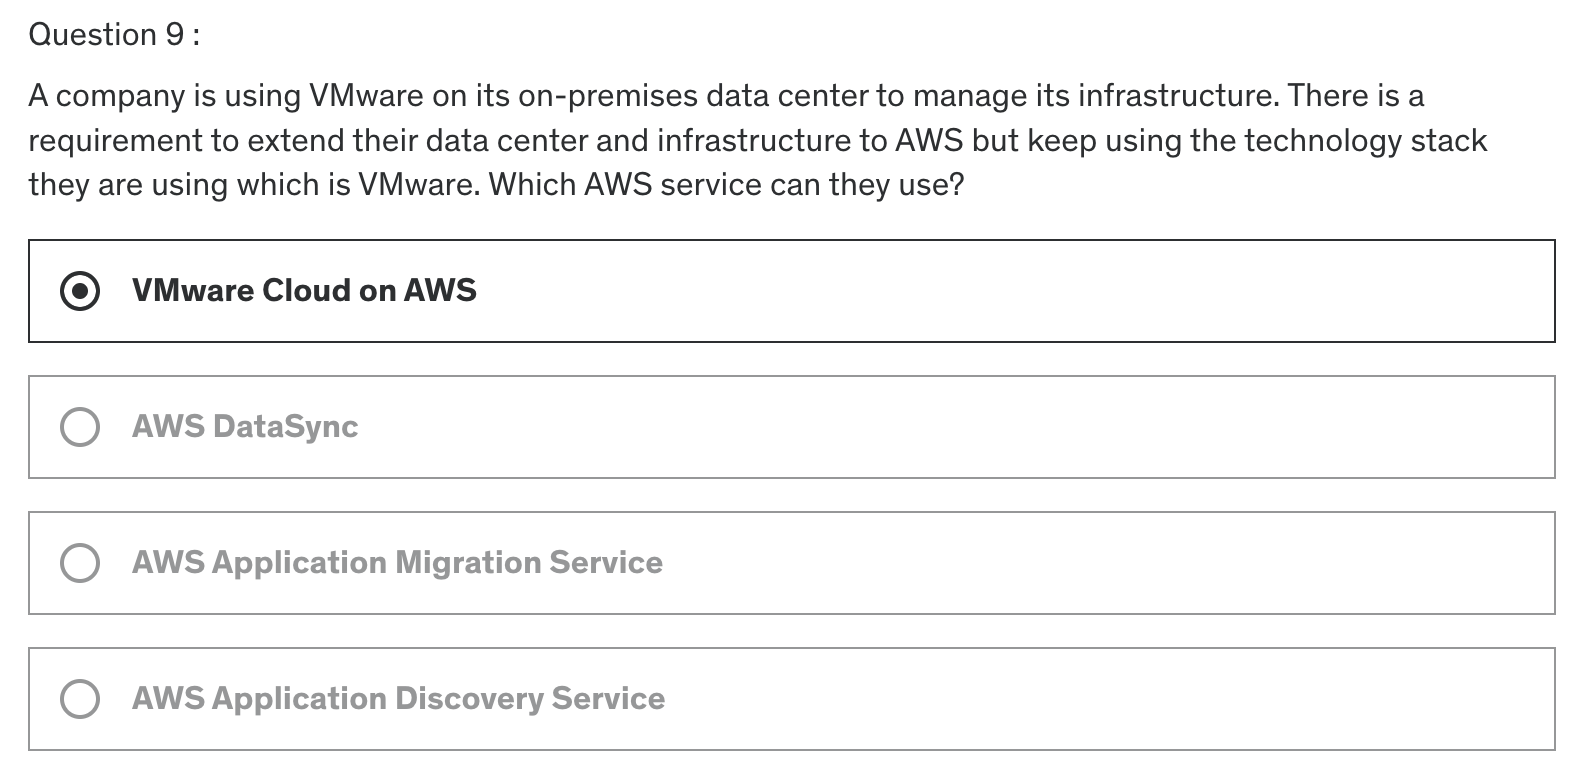 Question 9 :
A company is using VMware on its on-premises data center to manage its infrastructure. There is a
requirement to extend their data center and infrastructure to AWS but keep using the technology stack
they are using which is VMware. Which AWS service can they use?
VMware Cloud on AWS
AWS DataSync
AWS Application Migration Service
AWS Application Discovery Service